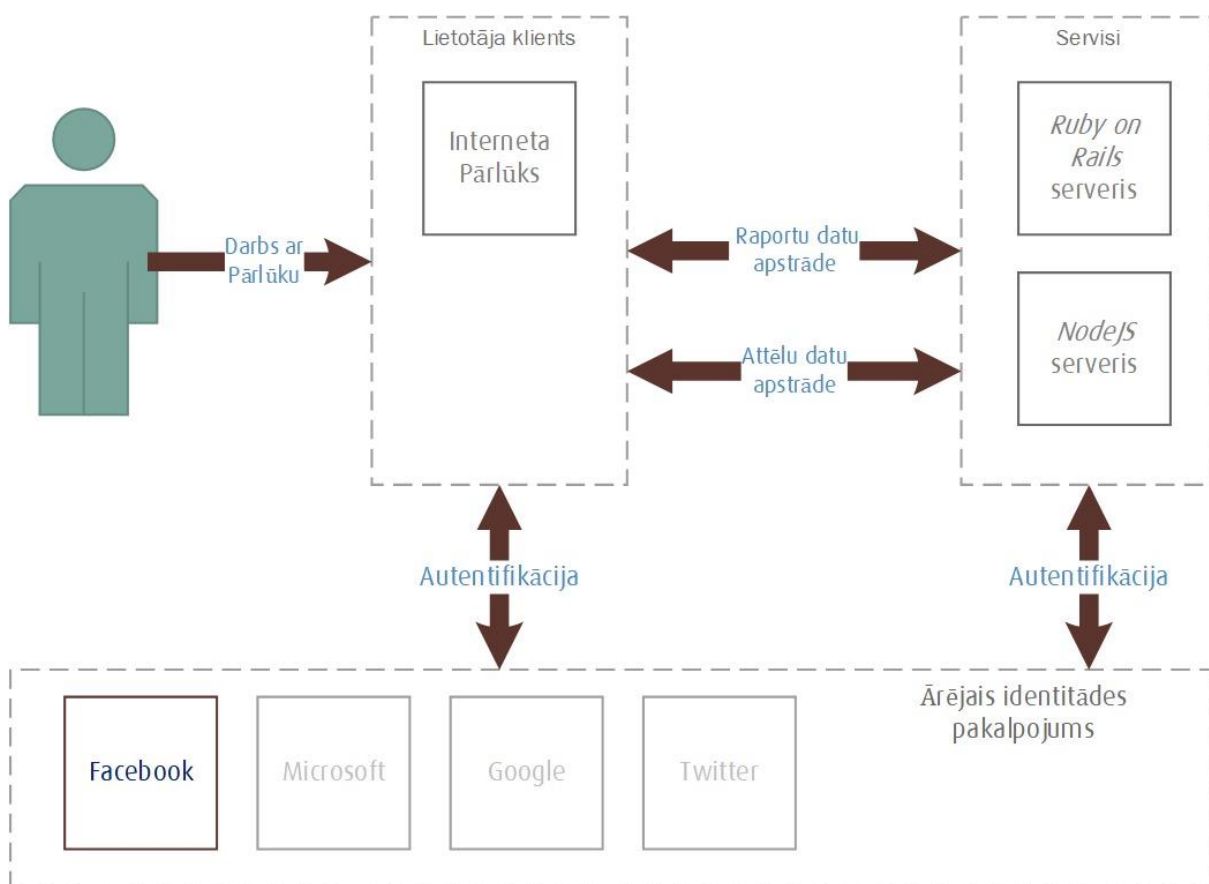 Lietotāja klients
Servisi
Interneta
Pārlūks
Ruby on
Rails
serveris
Darbs ar
Pārlūku
Raportu datu
apstrāde
NodeJS
serveris
Attēlu datu
apstrāde
Autentifikācija
Autentifikācija
Ārējais identitādes
pakalpojums
Facebook
Microsoft
Google
Twitter